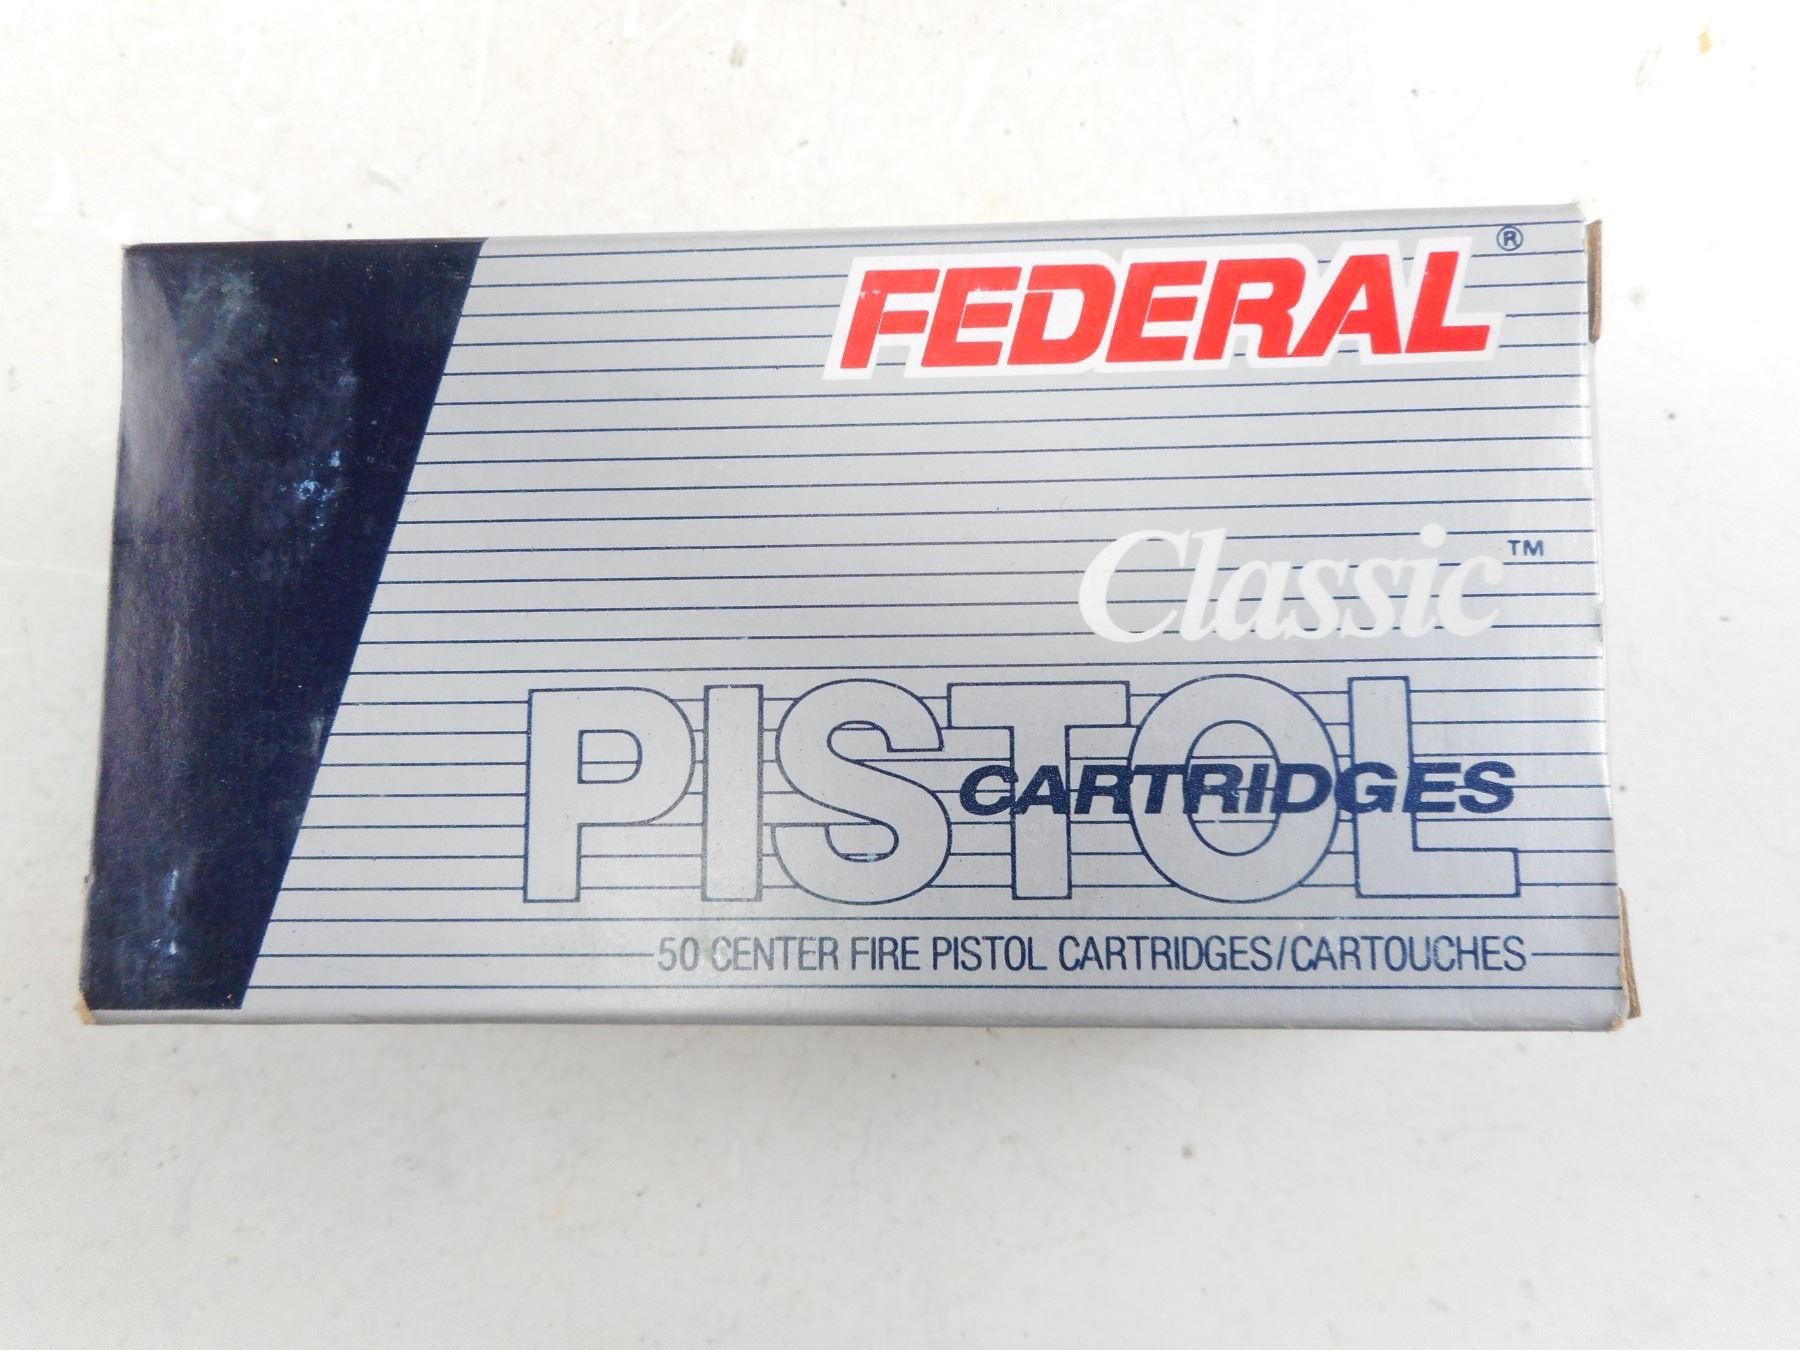 FEDERAL®
Classic™
PISTOL
CARTRIDGES
50 CENTER FIRE PISTOL CARTRIDGES/CARTOUCHES